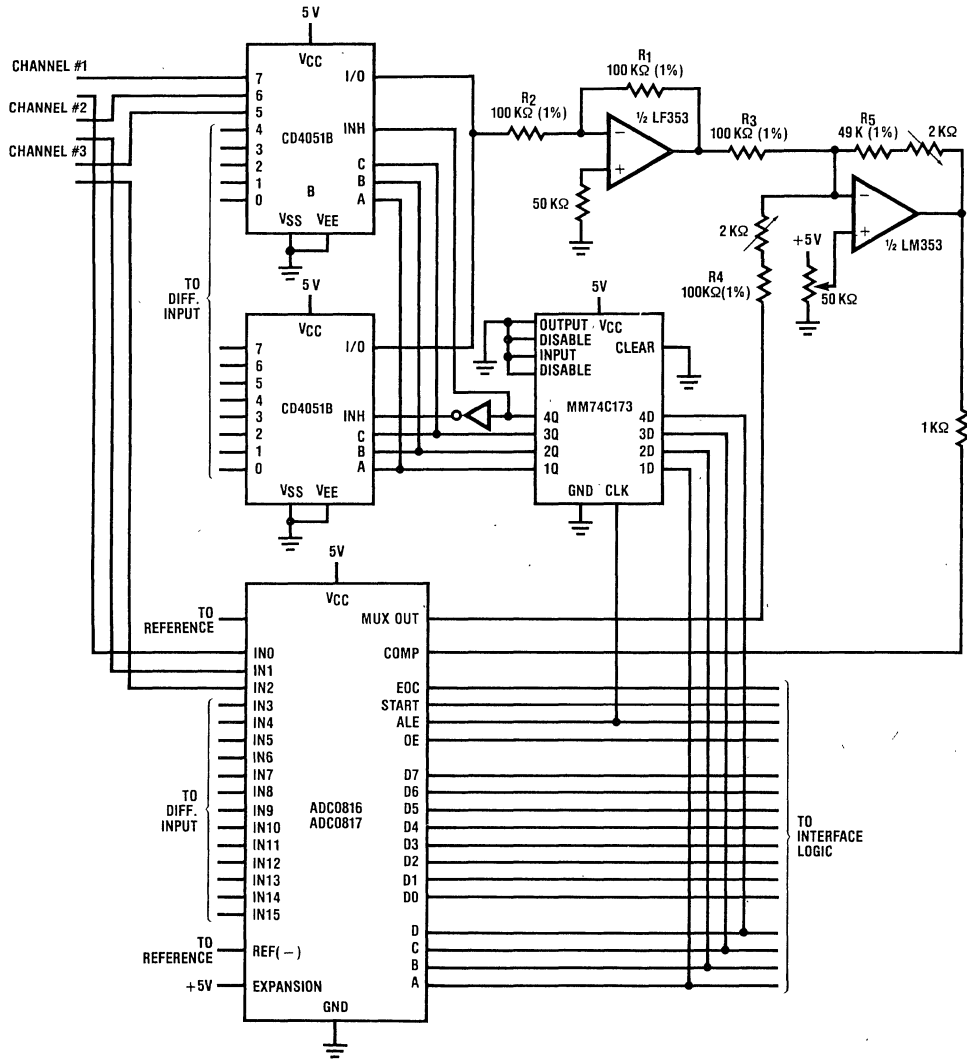 5 V
CHANNEL #1
CHANNEL #2
CHANNEL #3
VCC
I/O
7
6
5
4
3
2
1
0
CD4051B
INH
C
B
A
B
VSS VEE
R2
100 KΩ (1%)
R1
100 KΩ (1%)
½ LF353
−
+
50 KΩ
R3
100 KΩ (1%)
R5
49 K (1%)
2 KΩ
−
+
½ LM353
2 KΩ
R4
100KΩ(1%)
+5V
50 KΩ
1 KΩ
TO
DIFF.
INPUT
5 V
VCC
I/O
7
6
5
4
3
2
1
0
CD4051B
INH
C
B
A
VSS VEE
5V
OUTPUT
DISABLE
INPUT
DISABLE
VCC
CLEAR
MM74C173
4Q
3Q
2Q
1Q
4D
3D
2D
1D
GND CLK
5V
VCC
TO
REFERENCE
MUX OUT
IN0
COMP
IN1
IN2
EOC
IN3
START
IN4
ALE
IN5
OE
IN6
IN7
D7
IN8
D6
IN9
D5
IN10
D4
IN11
D3
IN12
D2
IN13
D1
IN14
D0
IN15
ADC0816
ADC0817
TO
DIFF.
INPUT
TO
INTERFACE
LOGIC
D
C
B
A
TO
REFERENCE
REF(−)
+5V
EXPANSION
GND